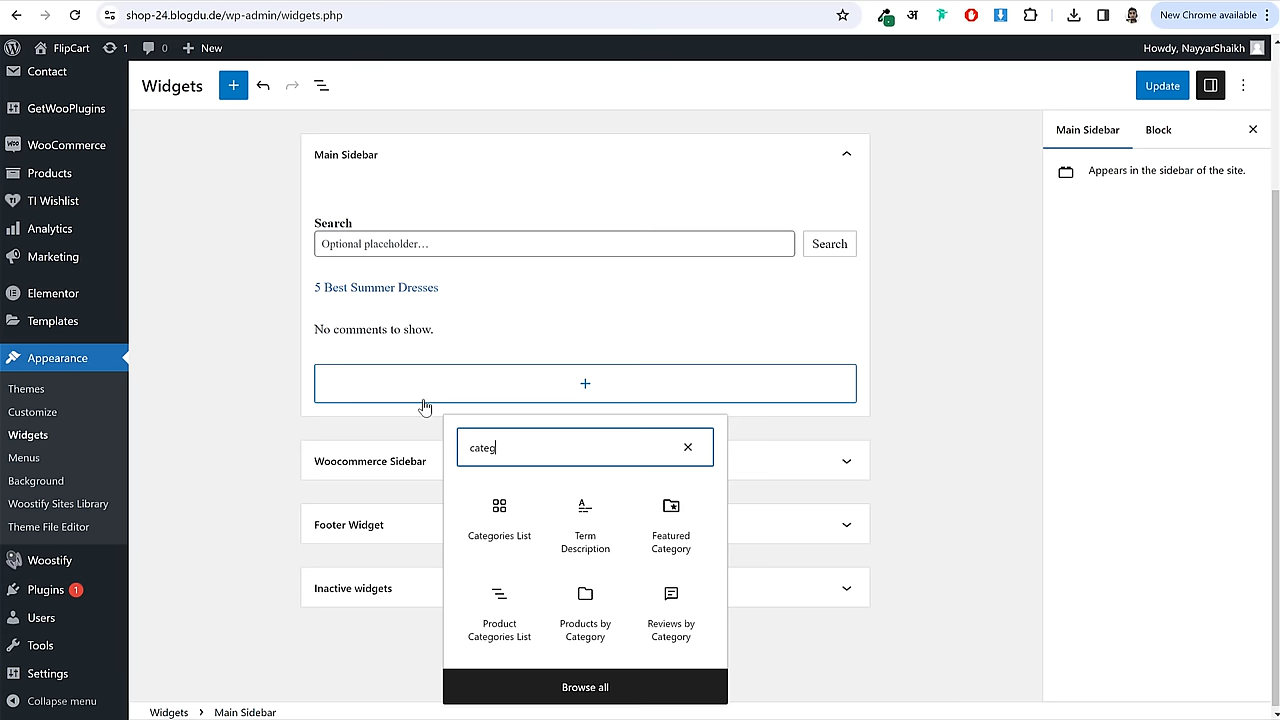 shop-24.blogdu.de/wp-admin/widgets.php
New Chrome available
FlipCart
1
0
New
Howdy, NayyarShaikh
Contact
GetWooPlugins
WooCommerce
Products
TI Wishlist
Analytics
Marketing
Elementor
Templates
Appearance
Themes
Customize
Widgets
Menus
Background
Woostify Sites Library
Theme File Editor
Woostify
Plugins 1
Users
Tools
Settings
Collapse menu
Widgets
Update
Main Sidebar
Search
Optional placeholder...
Search
5 Best Summer Dresses
No comments to show.
Woocommerce Sidebar
Footer Widget
Inactive widgets
categ
Categories List
Term
Description
Featured
Category
Product
Categories List
Products by
Category
Reviews by
Category
Browse all
Main Sidebar
Block
Appears in the sidebar of the site.
Widgets
Main Sidebar